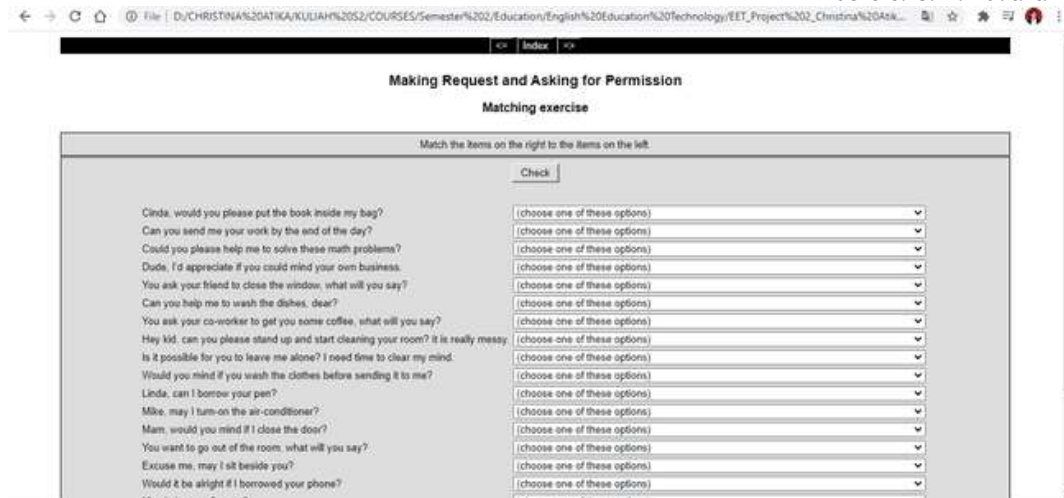 File | D:/CHRISTINA%20ATIKA/KULIAH%20S2/COURSES/Semester%202/Education/English%20Education%20Technology/EET_Project%202_Christina%20Atik...
<= Index =>
Making Request and Asking for Permission
Matching exercise
Match the items on the right to the items on the left.
Check
Cinda, would you please put the book inside my bag? (choose one of these options)
Can you send me your work by the end of the day? (choose one of these options)
Could you please help me to solve these math problems? (choose one of these options)
Dude, I'd appreciate if you could mind your own business. (choose one of these options)
You ask your friend to close the window, what will you say? (choose one of these options)
Can you help me to wash the dishes, dear? (choose one of these options)
You ask your co-worker to get you some coffee, what will you say? (choose one of these options)
Hey kid, can you please stand up and start cleaning your room? it is really messy. (choose one of these options)
Is it possible for you to leave me alone? I need time to clear my mind. (choose one of these options)
Would you mind if you wash the clothes before sending it to me? (choose one of these options)
Linda, can I borrow your pen? (choose one of these options)
Mike, may I turn-on the air-conditioner? (choose one of these options)
Mam, would you mind if I close the door? (choose one of these options)
You want to go out of the room, what will you say? (choose one of these options)
Excuse me, may I sit beside you? (choose one of these options)
Would it be alright if I borrowed your phone? (choose one of these options)